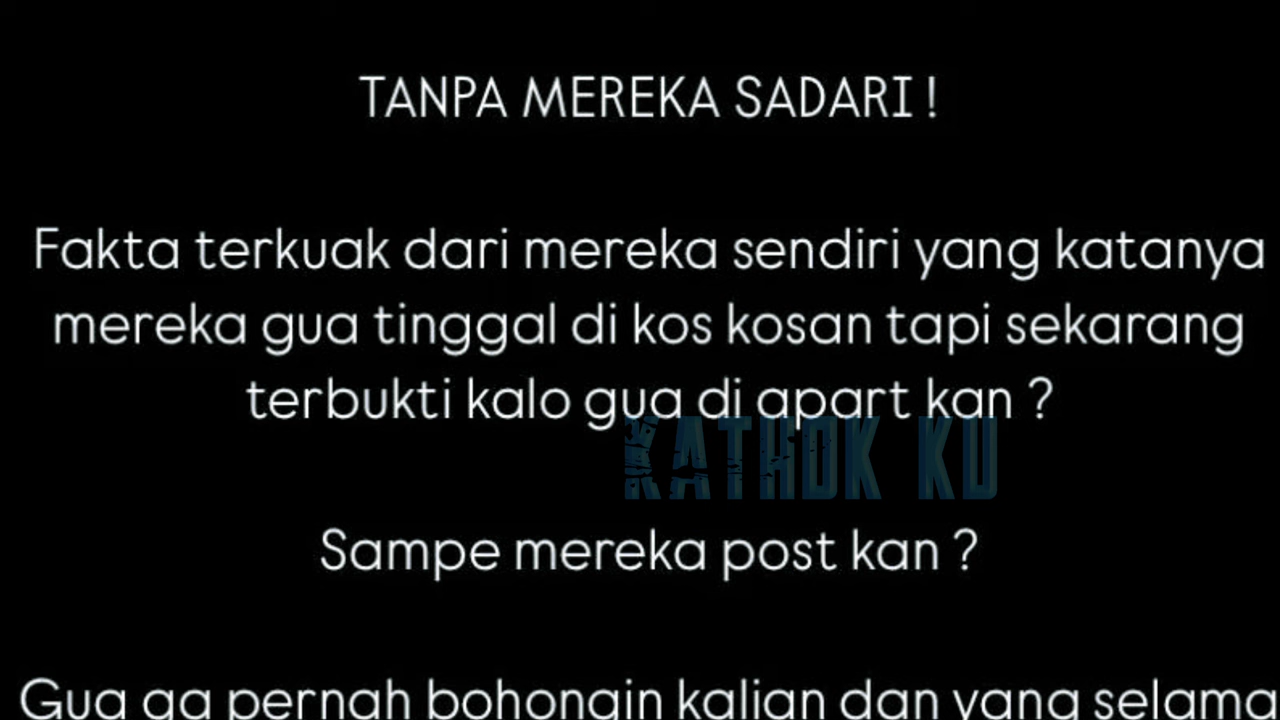 TANPA MEREKA SADARI !
Fakta terkuak dari mereka sendiri yang katanya
mereka gua tinggal di kos kosan tapi sekarang
terbukti kalo gua di apart kan ?
KATHOK KU
Sampe mereka post kan ?
Gua ga pernah bohongin kalian dan yang selama